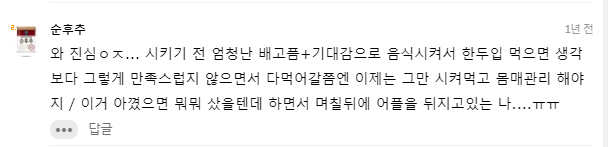 순후추
1년 전
와 진심ㅇㅈ... 시키기 전 엄청난 배고픔+기대감으로 음식시켜서 한두입 먹으면 생각
보다 그렇게 만족스럽지 않으면서 다먹어갈쯤엔 이제는 그만 시켜먹고 몸매관리 해야
지 / 이거 아꼈으면 뭐뭐 샀을텐데 하면서 며칠뒤에 어플을 뒤지고있는 나....ㅠㅠ
답글